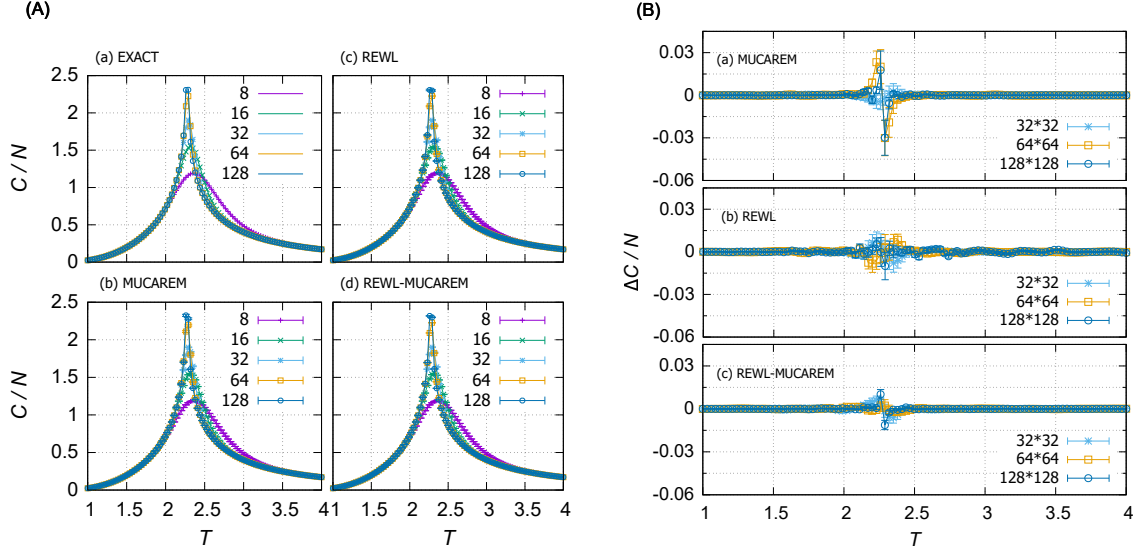 (A)
(B)
(a) EXACT
(c) REWL
C / N
2.5
2
1.5
1
0.5
0
8
16
32
64
128
8
16
32
64
128
(b) MUCAREM
(d) REWL-MUCAREM
C / N
2.5
2
1.5
1
0.5
0
8
16
32
64
128
8
16
32
64
128
1 1.5 2 2.5 3 3.5 4
1 1.5 2 2.5 3 3.5 4
T
T
(a) MUCAREM
0.03
0
-0.03
-0.06
32*32
64*64
128*128
(b) REWL
0.03
0
-0.03
-0.06
32*32
64*64
128*128
ΔC / N
(c) REWL-MUCAREM
0.03
0
-0.03
-0.06
32*32
64*64
128*128
1 1.5 2 2.5 3 3.5 4
T